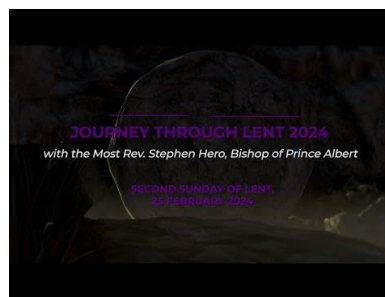 JOURNEY THROUGH LENT 2024
with the Most Rev. Stephen Hero, Bishop of Prince Albert
SECOND SUNDAY OF LENT,
25 FEBRUARY 2024